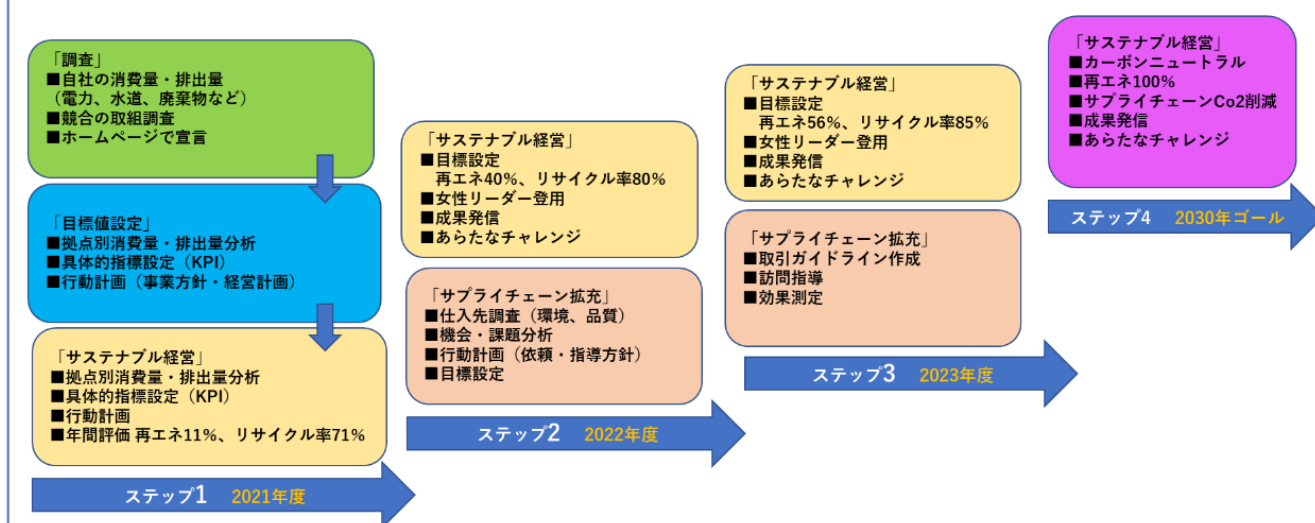 「調査」
■自社の消費量・排出量
（電力、水道、廃棄物など）
■競合の取組調査
■ホームページで宣言
「目標値設定」
■拠点別消費量・排出量分析
■具体的指標設定（KPI）
■行動計画（事業方針・経営計画）
「サステナブル経営」
■拠点別消費量・排出量分析
■具体的指標設定（KPI）
■行動計画
■年間評価 再エネ11%、リサイクル率71%
ステップ1 2021年度
「サステナブル経営」
■目標設定
再エネ40%、リサイクル率80%
■女性リーダー登用
■成果発信
■あらたなチャレンジ
「サプライチェーン拡充」
■仕入先調査（環境、品質）
■機会・課題分析
■行動計画（依頼・指導方針）
■目標設定
ステップ2 2022年度
「サステナブル経営」
■目標設定
再エネ56%、リサイクル率85%
■女性リーダー登用
■成果発信
■あらたなチャレンジ
「サプライチェーン拡充」
■取引ガイドライン作成
■訪問指導
■効果測定
ステップ3 2023年度
「サステナブル経営」
■カーボンニュートラル
■再エネ100%
■サプライチェーンCo2削減
■成果発信
■あらたなチャレンジ
ステップ4 2030年ゴール